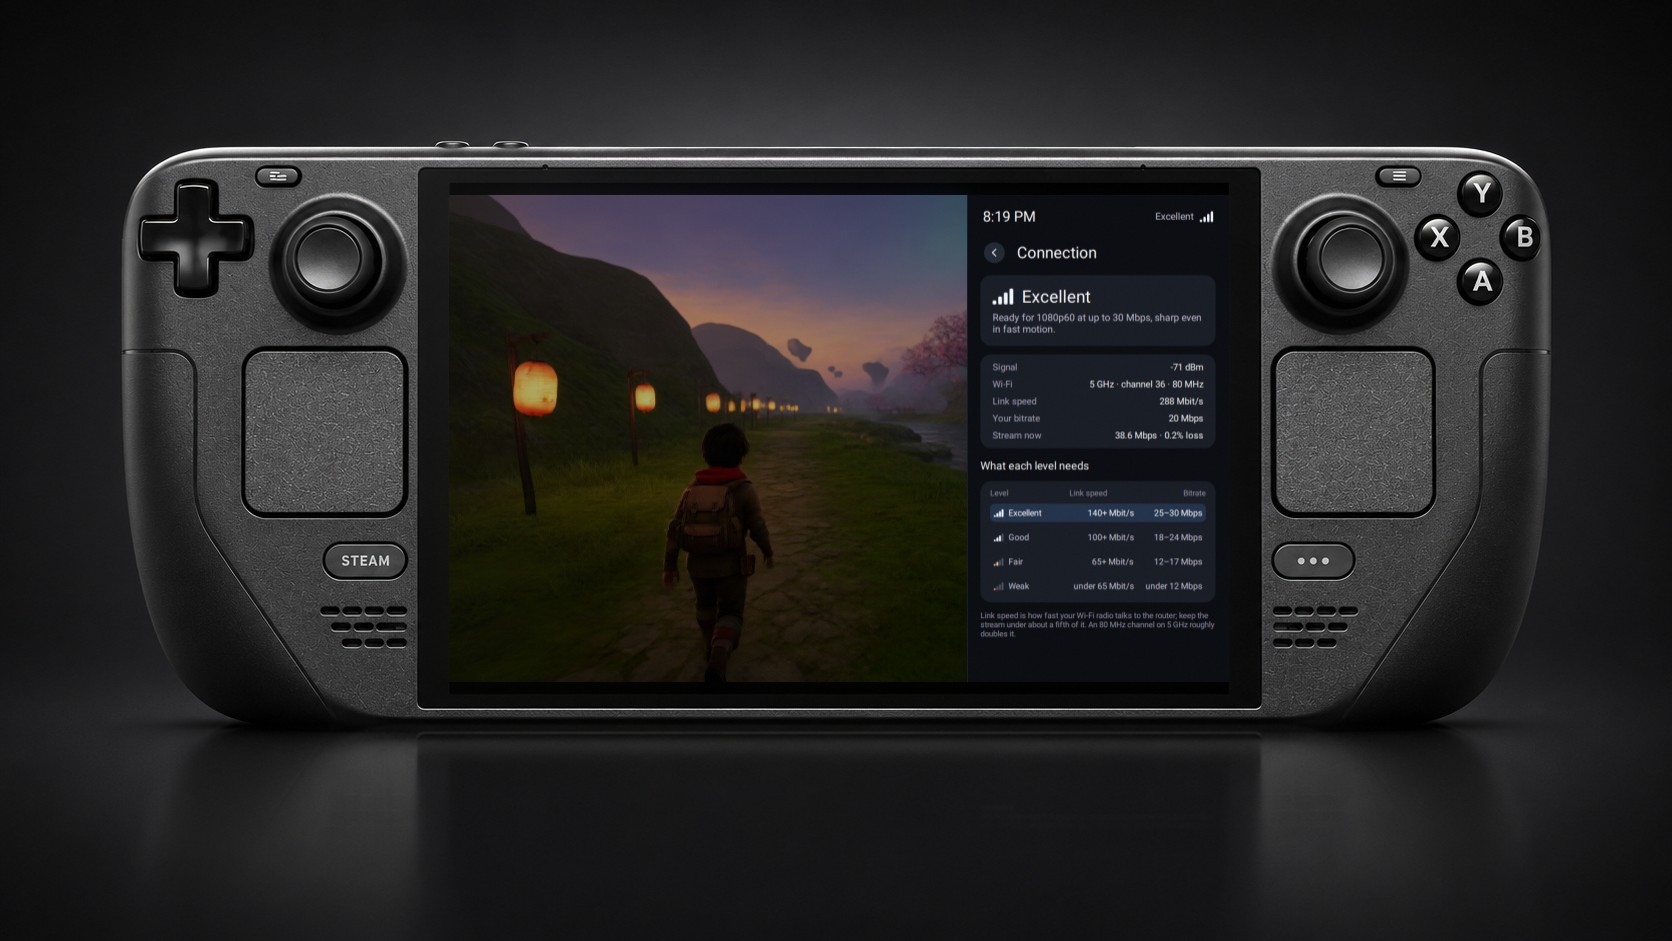 8:19 PM Excellent
Connection
Excellent
Ready for 1080p60 at up to 30 Mbps, sharp even
in fast motion.
Signal -71 dBm
Wi-Fi 5 GHz · channel 36 · 80 MHz
Link speed 288 Mbit/s
Your bitrate 20 Mbps
Stream now 38.6 Mbps · 0.2% loss
What each level needs
Level Link speed Bitrate
Excellent 140+ Mbit/s 25–30 Mbps
Good 100+ Mbit/s 18–24 Mbps
Fair 65+ Mbit/s 12–17 Mbps
Weak under 65 Mbit/s under 12 Mbps
Link speed is how fast your Wi-Fi radio talks to the router; keep the
stream under about a fifth of it. An 80 MHz channel on 5 GHz roughly
doubles it.
Y
X
B
A
STEAM